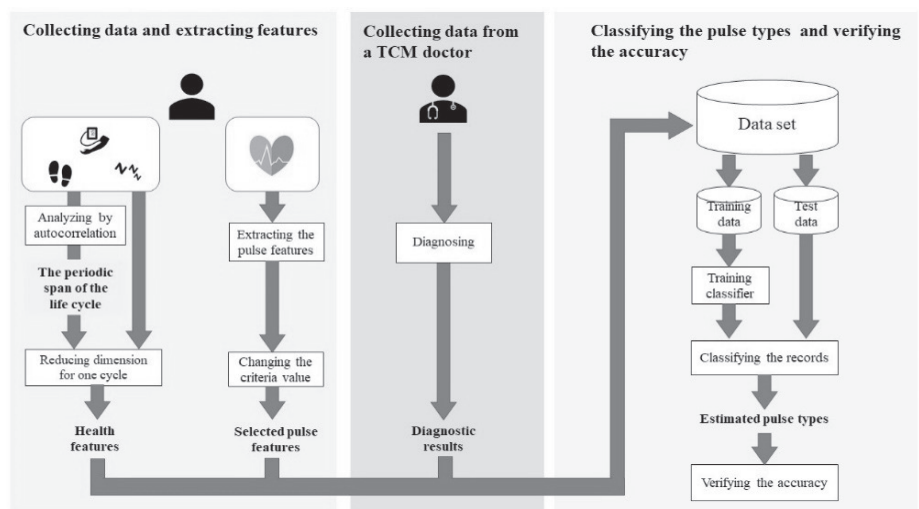 Collecting data and extracting features
Analyzing by
autocorrelation
The periodic
span of the
life cycle
Reducing dimension
for one cycle
Health
features
Extracting the
pulse features
Changing the
criteria value
Selected pulse
features
Collecting data from
a TCM doctor
Diagnosing
Diagnostic
results
Classifying the pulse types and verifying
the accuracy
Data set
Training
data
Test
data
Training
classifier
Classifying the records
Estimated pulse types
Verifying the accuracy